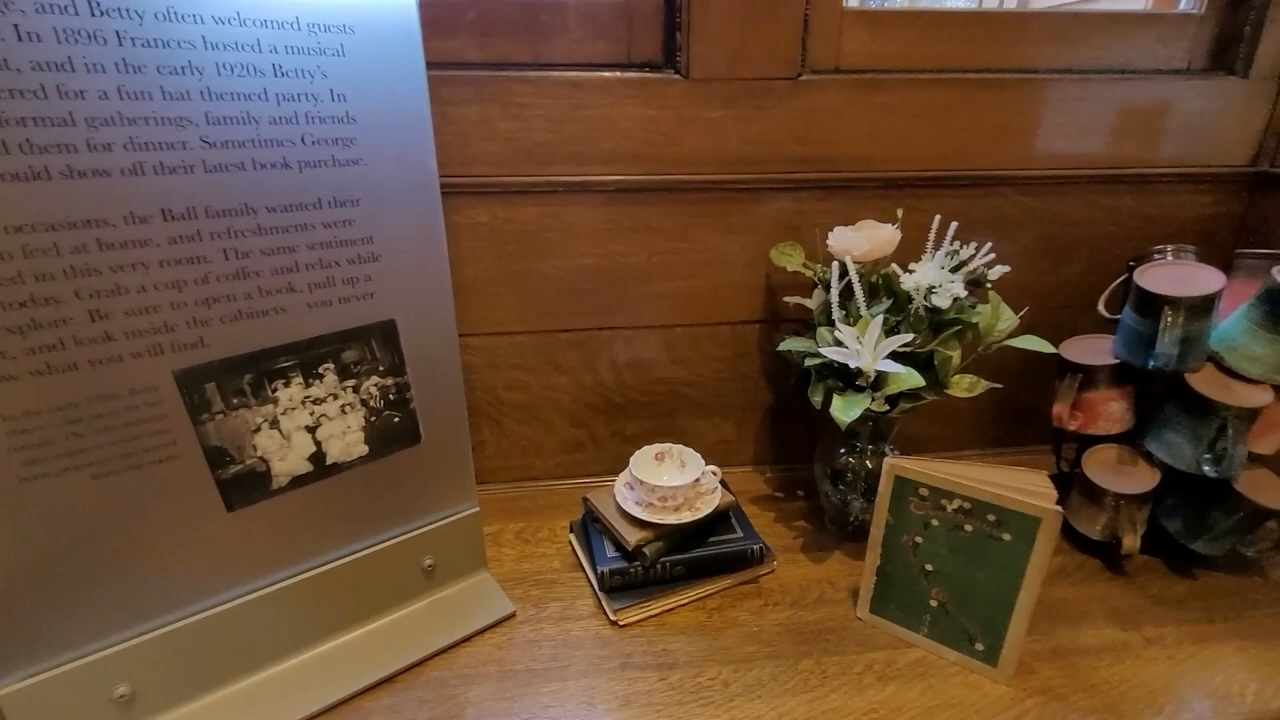 ge, and Betty often welcomed guests
. In 1896 Frances hosted a musical
t, and in the early 1920s Betty's
ered for a fun hat themed party. In
formal gatherings, family and friends
d them for dinner. Sometimes George
ould show off their latest book purchase.
occasions, the Ball family wanted their
o feel at home, and refreshments were
ed in this very room. The same sentiment
today. Grab a cup of coffee and relax while
explore. Be sure to open a book, pull up a
r, and look inside the cabinets you never
w what you will find.